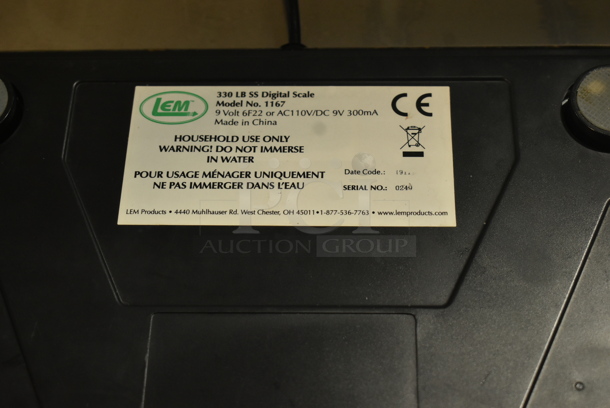 LEM
330 LB SS Digital Scale
Model No. 1167
9 Volt 6F22 or AC110V/DC 9V 300mA
Made in China
CE
HOUSEHOLD USE ONLY
WARNING! DO NOT IMMERSE
IN WATER
POUR USAGE MÉNAGER UNIQUEMENT
NE PAS IMMERGER DANS L'EAU
Date Code.:
SERIAL NO.: 0249
LEM Products • 4440 Muhlhauser Rd. West Chester, OH 45011•1-877-536-7763 • www.lemproducts.com
PCI
AUCTION GROUP